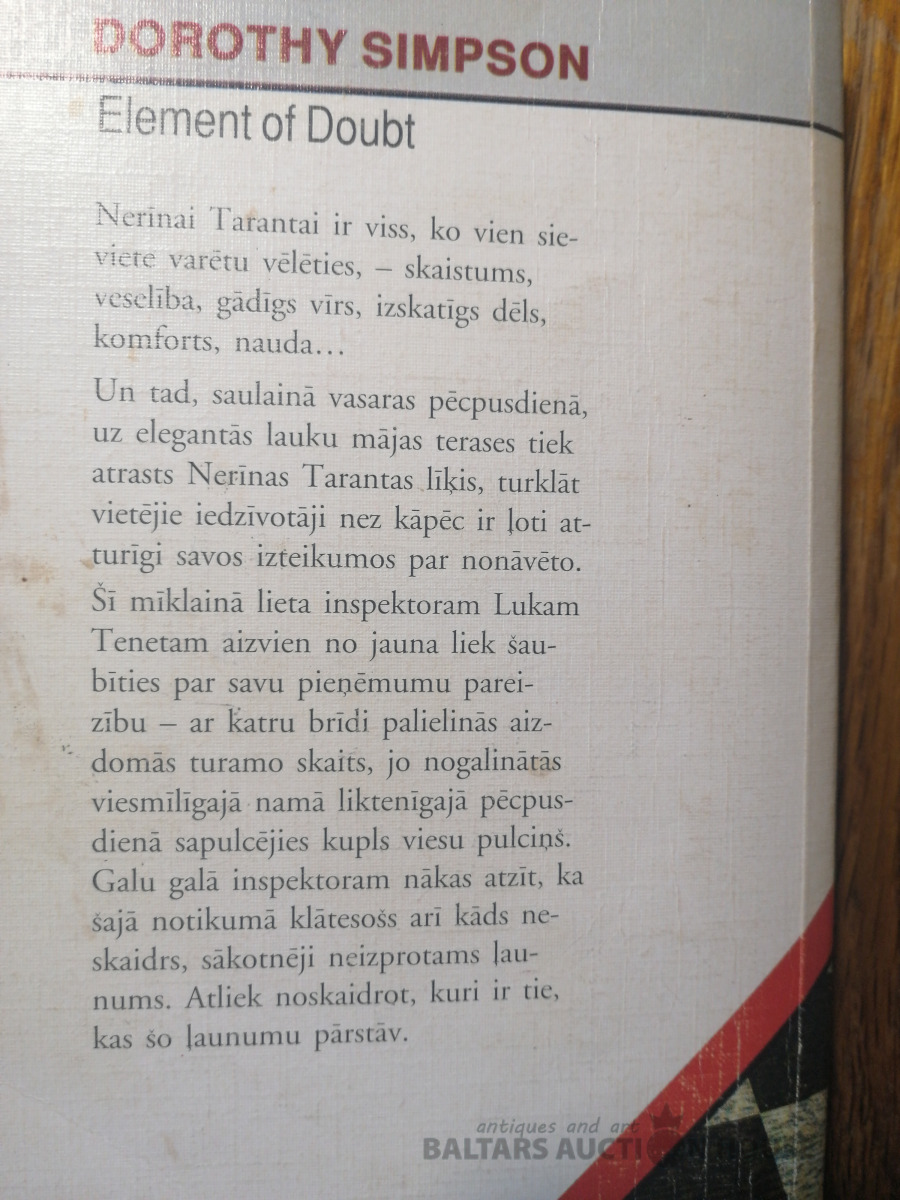 DOROTHY SIMPSON
Element of Doubt
Nerīnai Tarantai ir viss, ko vien sie-
viete varētu vēlēties, – skaistums,
veselība, gādīgs vīrs, izskatīgs dēls,
komforts, nauda…
Un tad, saulainā vasaras pēcpusdienā,
uz elegantās lauku mājas terases tiek
atrasts Nerīnas Tarantas līķis, turklāt
vietējie iedzīvotāji nez kāpēc ir ļoti at-
turīgi savos izteikumos par nonāvēto.
Šī mīklainā lieta inspektoram Lukam
Tenetam aizvien no jauna liek šau-
bīties par savu pieņēmumu parei-
zību – ar katru brīdi palielinās aiz-
domās turamo skaits, jo nogalinātās
viesmīlīgajā namā liktenīgajā pēcpus-
dienā sapulcējies kupls viesu pulciņš.
Galu galā inspektoram nākas atzīt, ka
šajā notikumā klātesošs arī kāds ne-
skaidrs, sākotnēji neizprotams ļau-
nums. Atliek noskaidrot, kuri ir tie,
kas šo ļaunumu pārstāv.
antiques and art
BALTARS AUCTION HOUSE